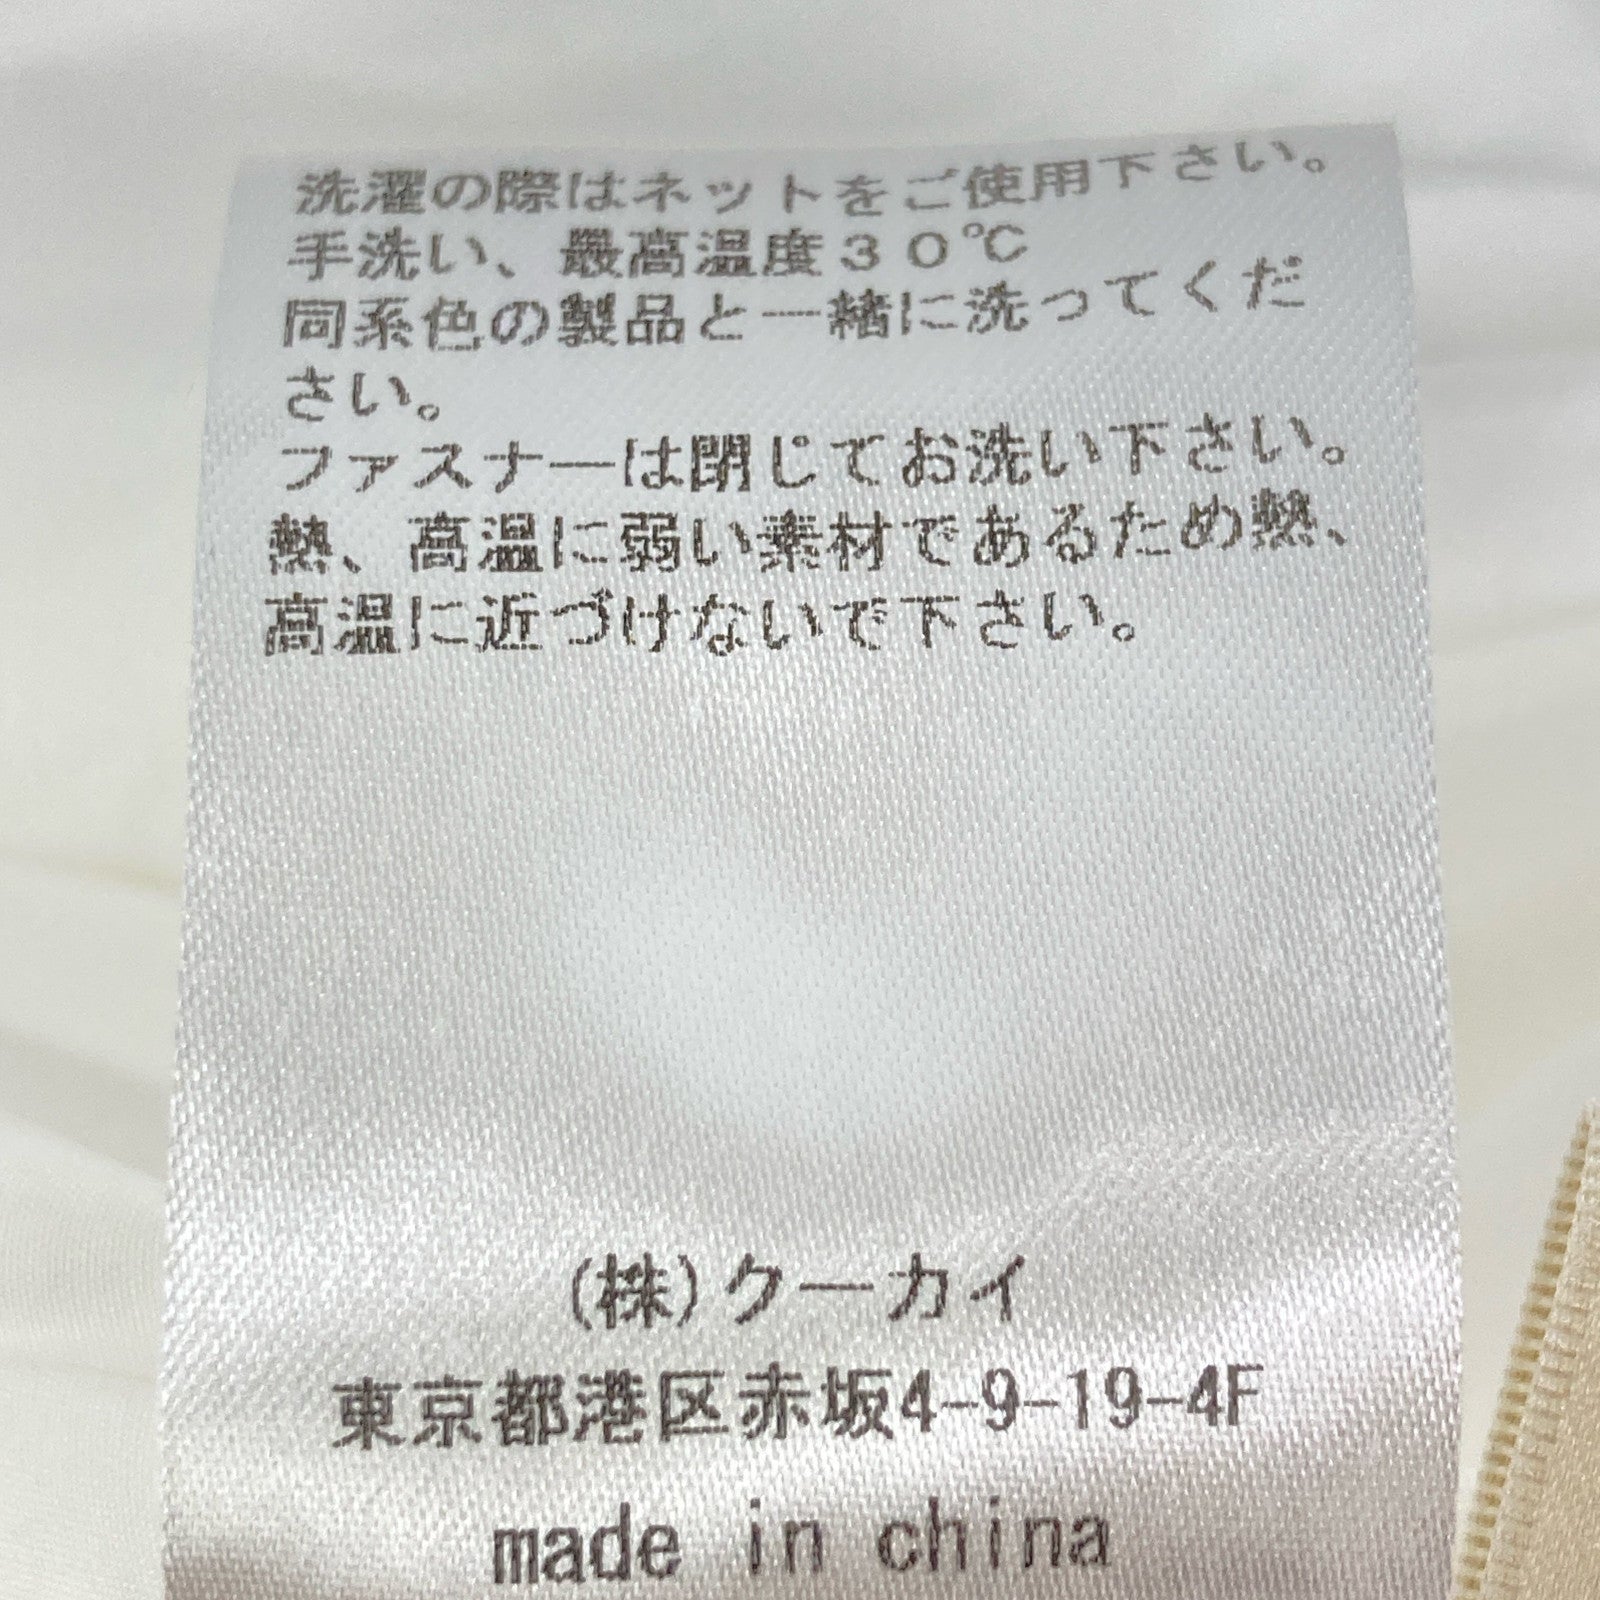 洗濯の際はネットをご使用下さい。
手洗い、最高温度30℃
同系色の製品と一緒に洗ってくだ
さい。
ファスナーは閉じてお洗い下さい。
熱、高温に弱い素材であるため熱、
高温に近づけないで下さい。
(株)クーカイ
東京都港区赤坂4-9-19-4F
made in china